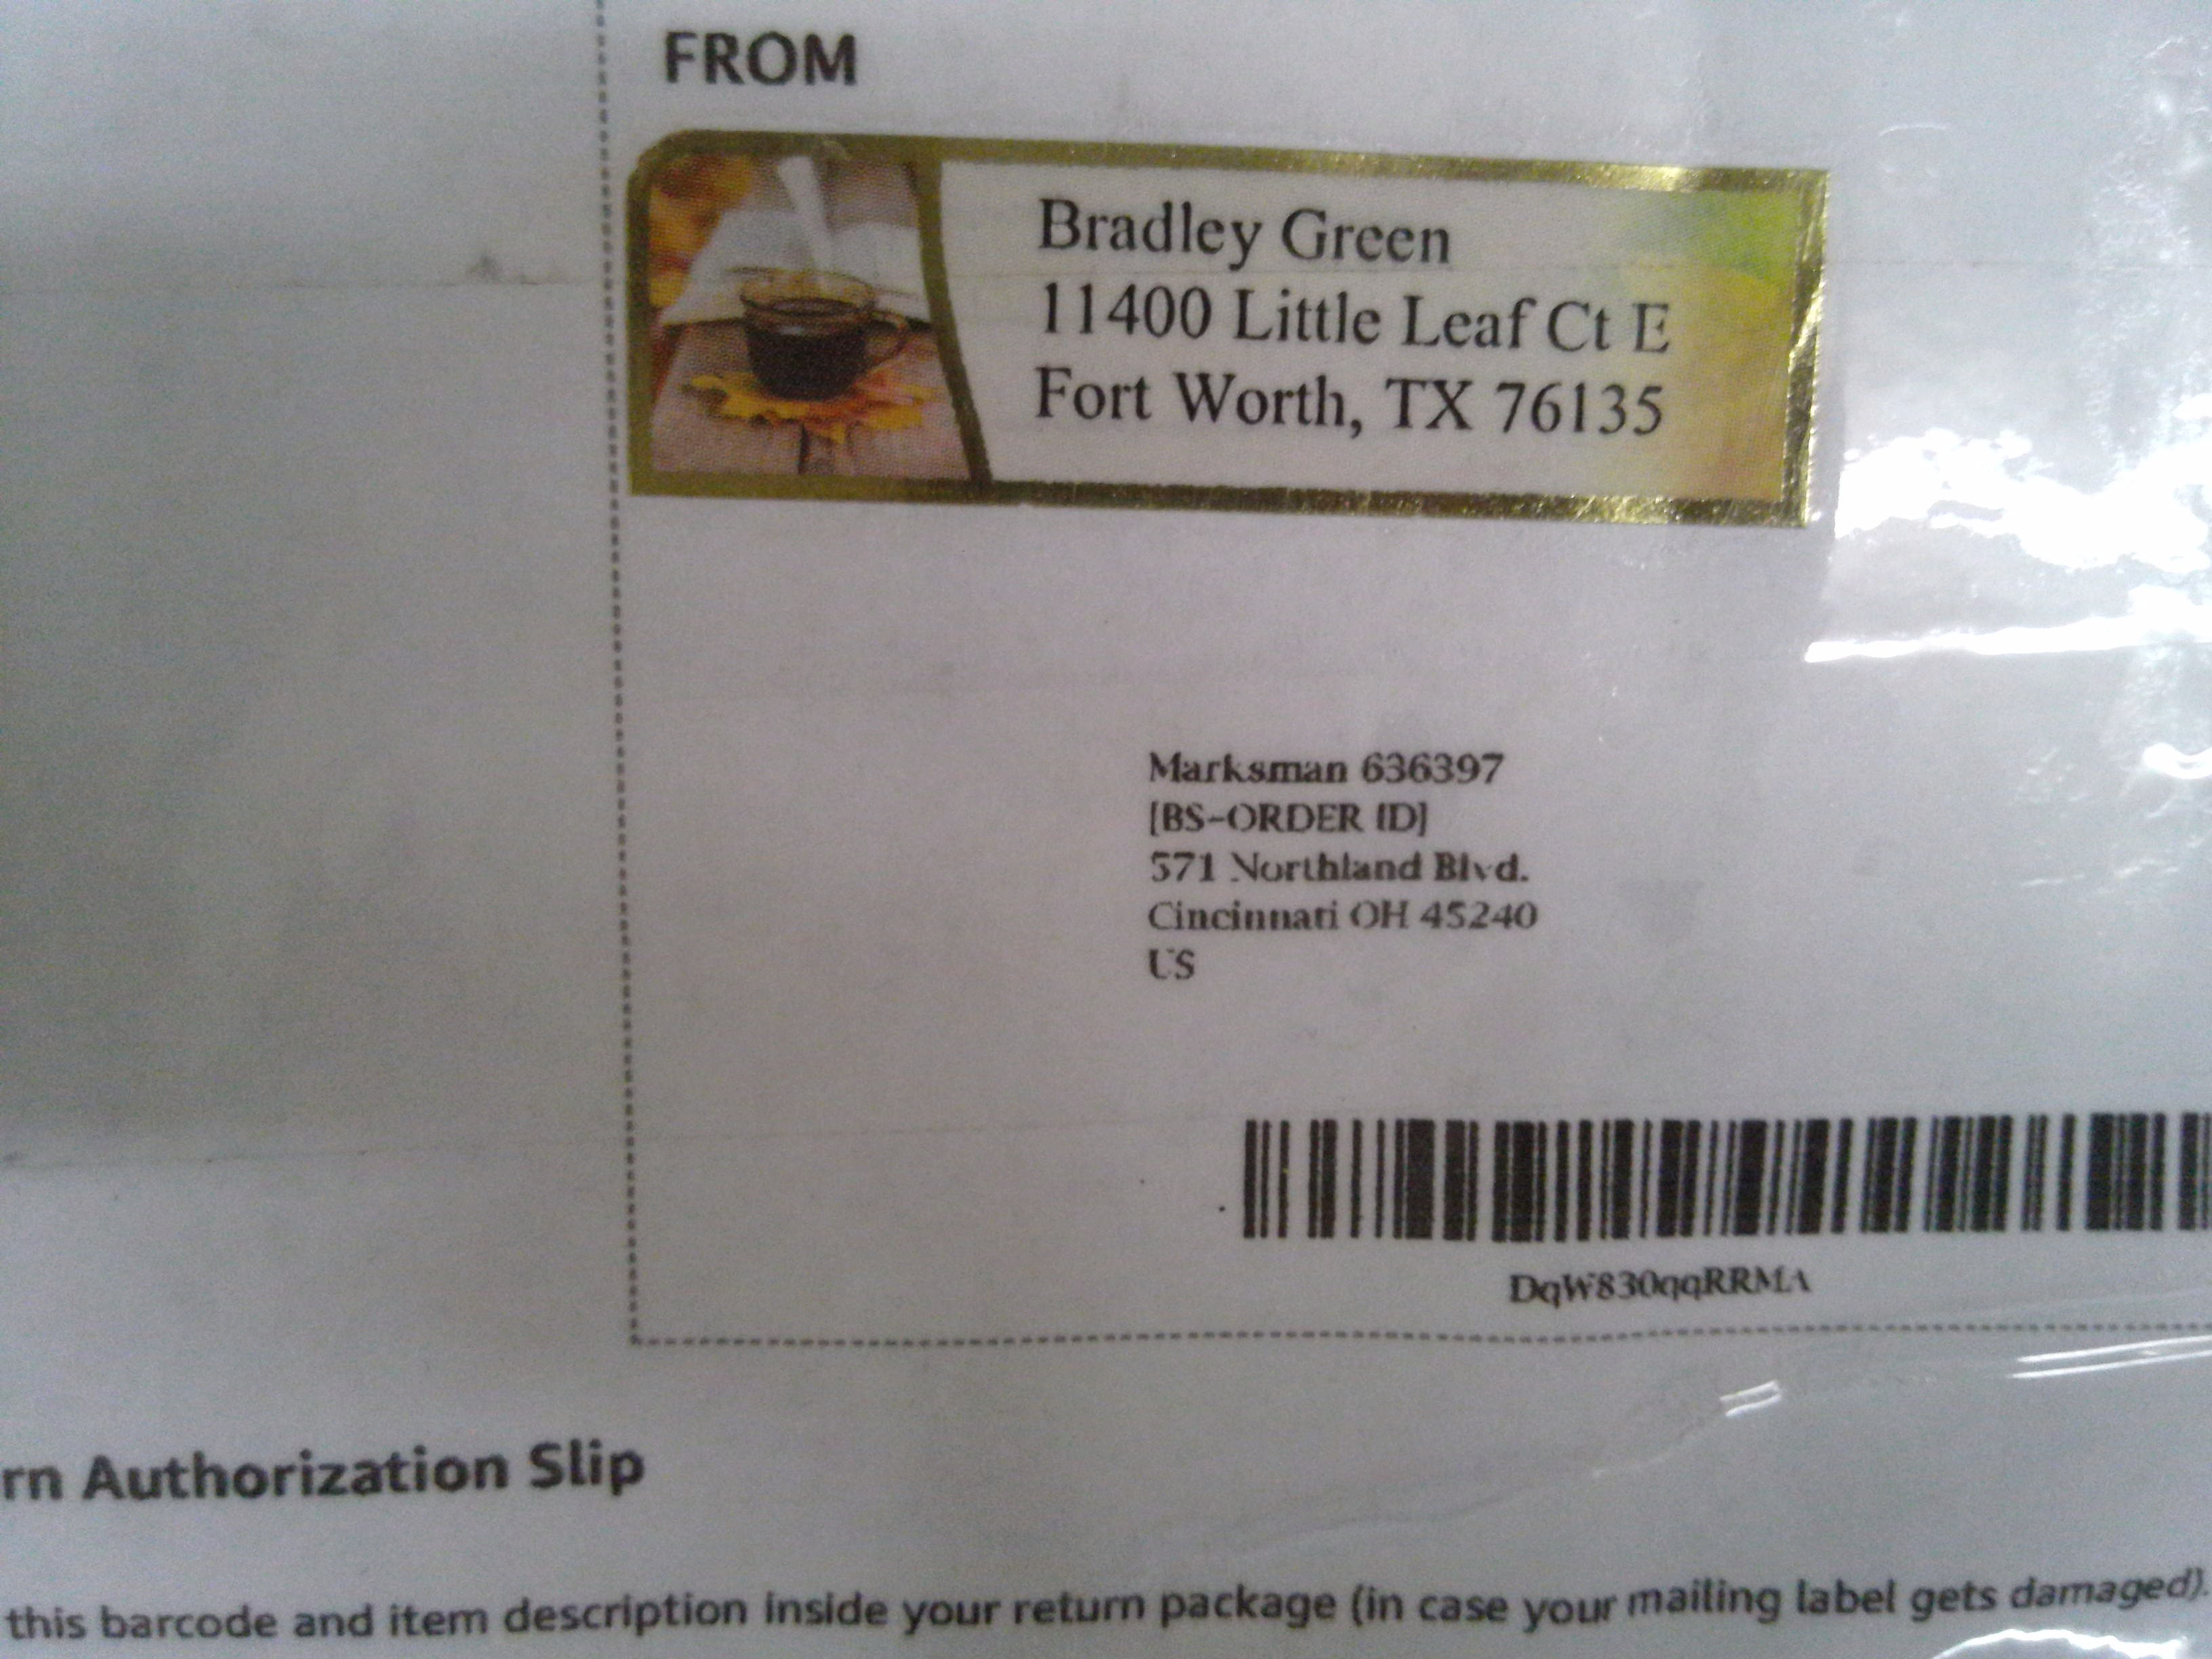 FROM
Bradley Green
11400 Little Leaf Ct E
Fort Worth, TX 76135
Marksman 636397
[BS-ORDER ID]
571 Northland Blvd.
Cincinnati OH 45240
US
DqW830qqRRMA
rn Authorization Slip
this barcode and item description inside your return package (in case your mailing label gets damaged).